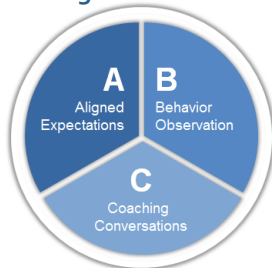 A
Aligned
Expectations
B
Behavior
Observation
C
Coaching
Conversations